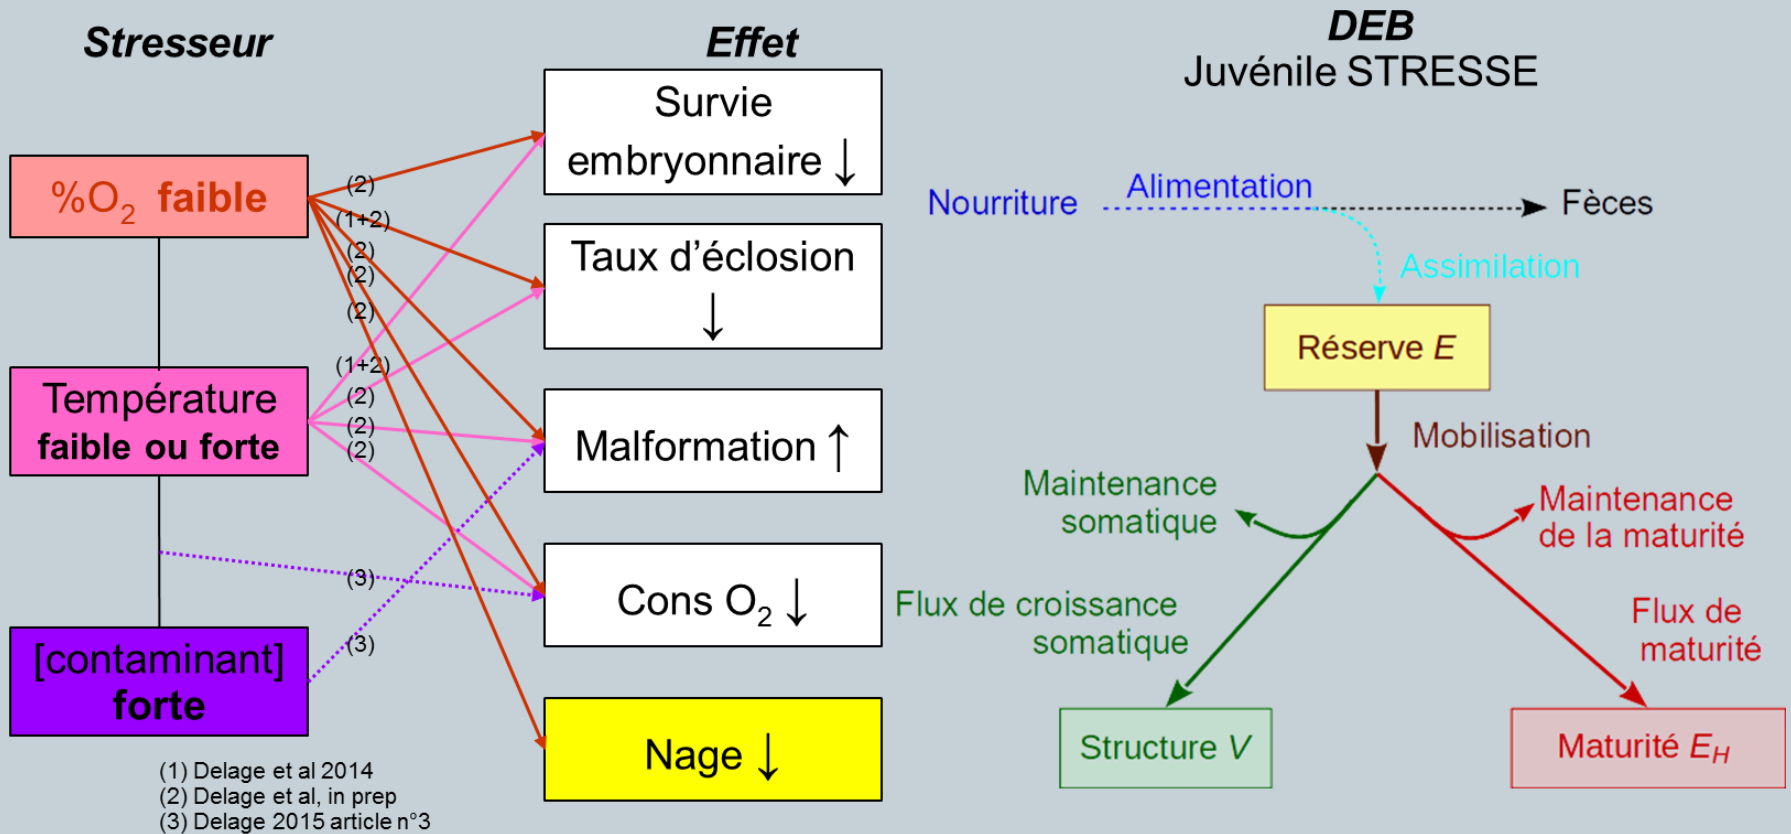 Stresseur
Effet
DEB
Juvénile STRESSE
%O₂ faible
Température
faible ou forte
[contaminant]
forte
(2)
(1+2)
(2)
(2)
(2)
(1+2)
(2)
(2)
(2)
(3)
(3)
Survie
embryonnaire ↓
Taux d'éclosion
↓
Malformation ↑
Cons O₂ ↓
Nage ↓
(1) Delage et al 2014
(2) Delage et al, in prep
(3) Delage 2015 article n°3
Nourriture
Alimentation
Fèces
Assimilation
Réserve E
Mobilisation
Maintenance
somatique
Maintenance
de la maturité
Flux de croissance
somatique
Flux de
maturité
Structure V
Maturité E_H